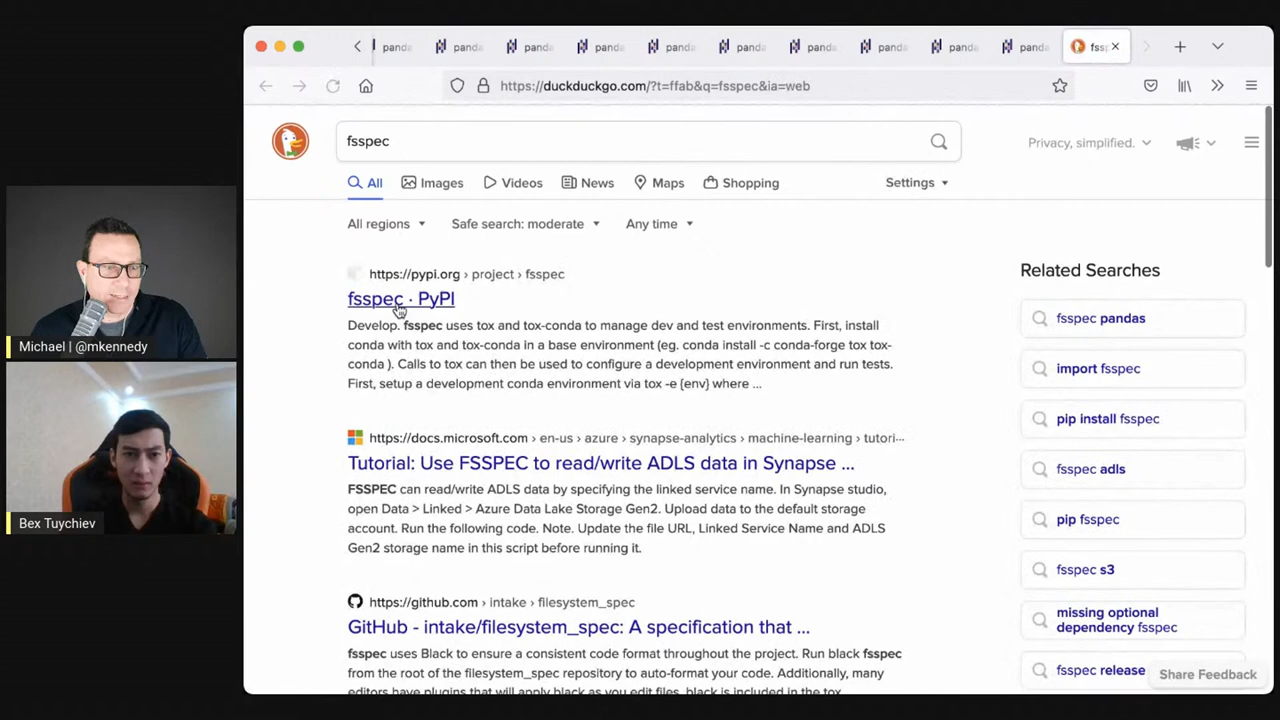 panda
panda
panda
panda
panda
panda
panda
panda
panda
panda
fss
https://duckduckgo.com/?t=ffab&q=fsspec&ia=web
fsspec
Privacy, simplified.
All
Images
Videos
News
Maps
Shopping
Settings
All regions
Safe search: moderate
Any time
https://pypi.org › project › fsspec
fsspec · PyPI
Develop. fsspec uses tox and tox-conda to manage dev and test environments. First, install
conda with tox and tox-conda in a base environment (eg. conda install -c conda-forge tox tox-
conda ). Calls to tox can then be used to configure a development environment and run tests.
First, setup a development conda environment via tox -e {env} where ...
https://docs.microsoft.com › en-us › azure › synapse-analytics › machine-learning › tutori...
Tutorial: Use FSSPEC to read/write ADLS data in Synapse ...
FSSPEC can read/write ADLS data by specifying the linked service name. In Synapse studio,
open Data > Linked > Azure Data Lake Storage Gen2. Upload data to the default storage
account. Run the following code. Note. Update the file URL, Linked Service Name and ADLS
Gen2 storage name in this script before running it.
https://github.com › intake › filesystem_spec
GitHub - intake/filesystem_spec: A specification that ...
fsspec uses Black to ensure a consistent code format throughout the project. Run black fsspec
from the root of the filesystem_spec repository to auto-format your code. Additionally, many
editors have plugins that will apply black as you edit files. black is included in the tox
Related Searches
fsspec pandas
import fsspec
pip install fsspec
fsspec adls
pip fsspec
fsspec s3
missing optional
dependency fsspec
fsspec release
Share Feedback
Michael | @mkennedy
Bex Tuychiev